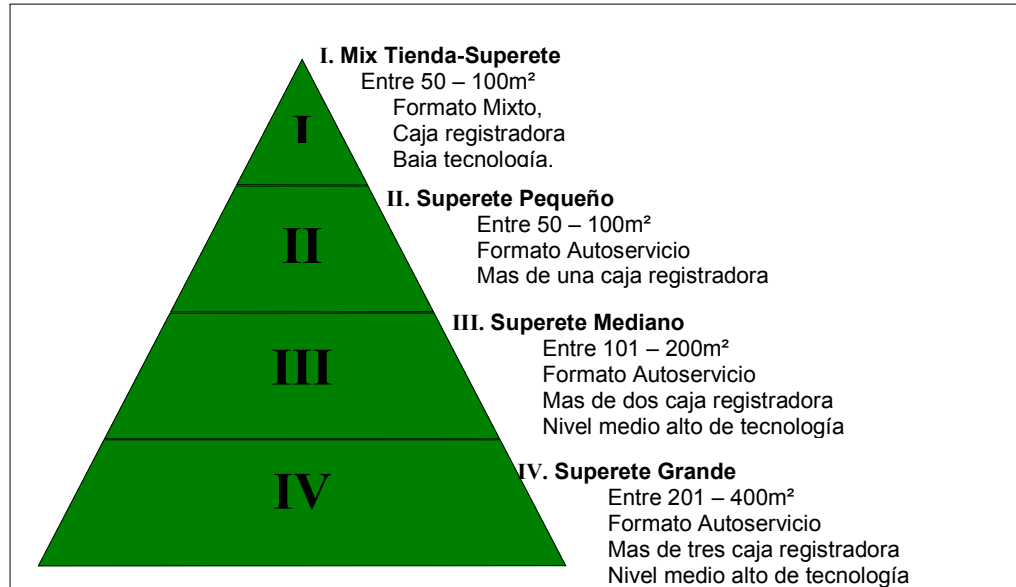 I. Mix Tienda-Superete
Entre 50 – 100m²
Formato Mixto,
Caja registradora
Baja tecnología.
I
II. Superete Pequeño
Entre 50 – 100m²
Formato Autoservicio
Mas de una caja registradora
II
III. Superete Mediano
Entre 101 – 200m²
Formato Autoservicio
Mas de dos caja registradora
Nivel medio alto de tecnología
III
IV. Superete Grande
Entre 201 – 400m²
Formato Autoservicio
Mas de tres caja registradora
Nivel medio alto de tecnología
IV